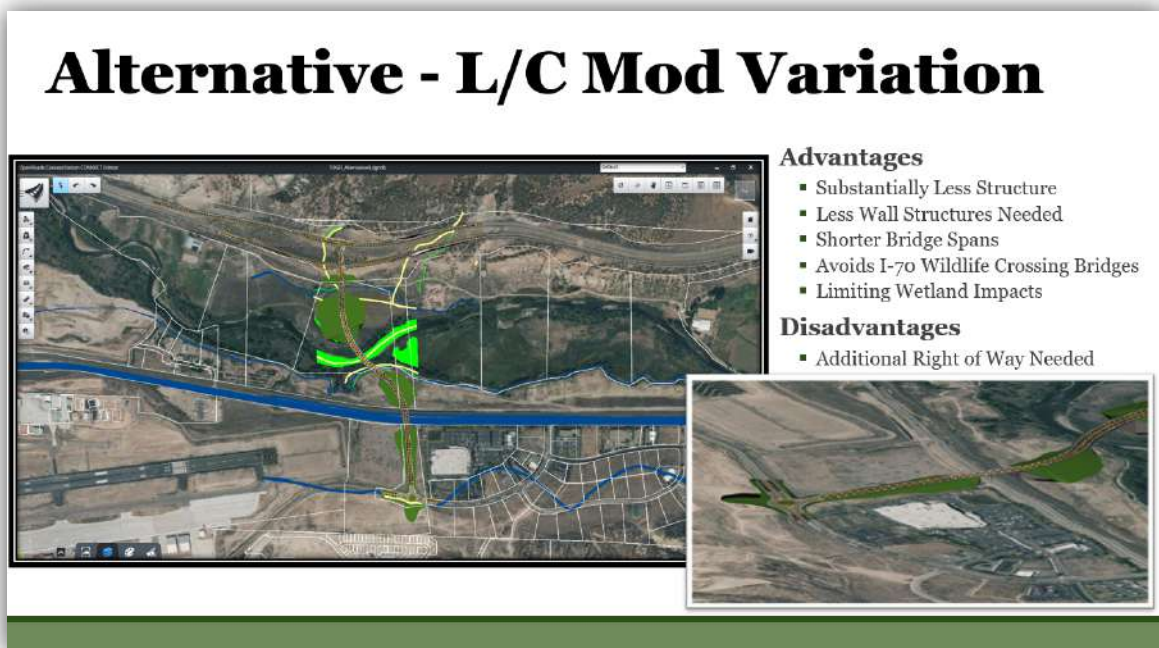 Alternative - L/C Mod Variation
Advantages
▪ Substantially Less Structure
▪ Less Wall Structures Needed
▪ Shorter Bridge Spans
▪ Avoids I-70 Wildlife Crossing Bridges
▪ Limiting Wetland Impacts
Disadvantages
▪ Additional Right of Way Needed